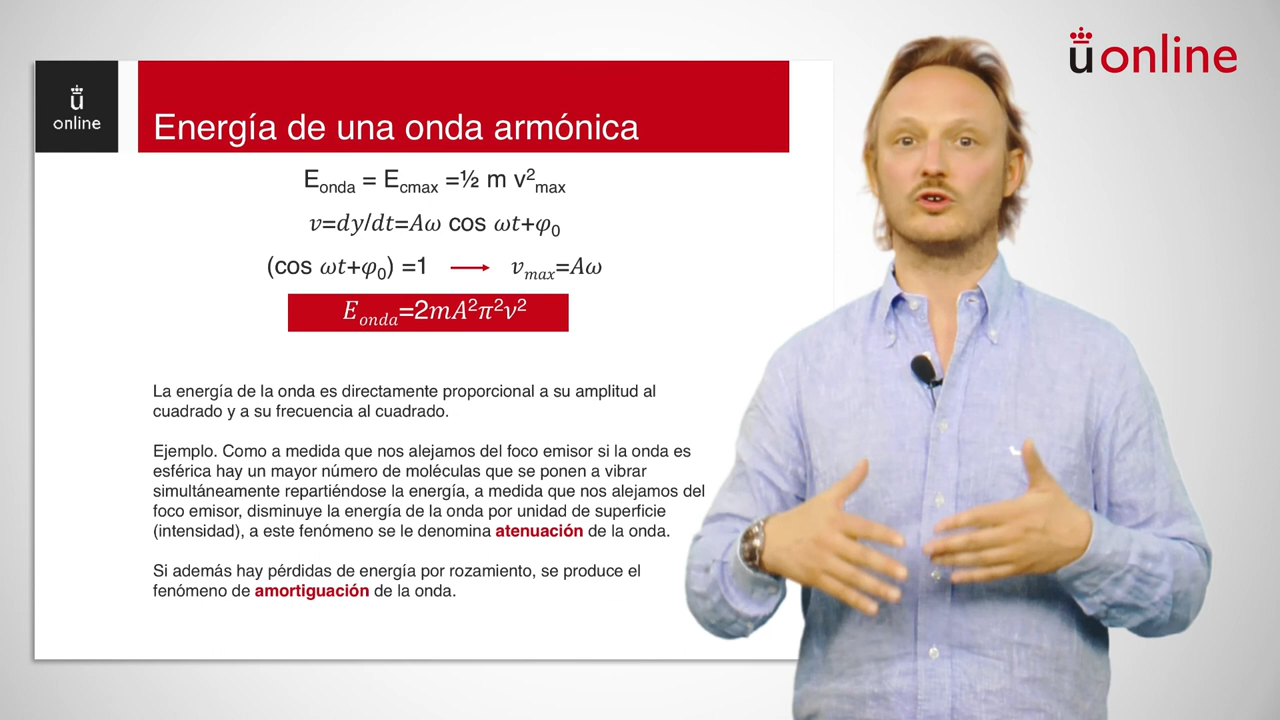 ü online
ü
online
Energía de una onda armónica
Eonda = Ecmax =½ m v²max
v=dy/dt=Aω cos ωt+φ₀
(cos ωt+φ₀) =1 → vmax=Aω
Eonda=2mA²π²ν²
La energía de la onda es directamente proporcional a su amplitud al
cuadrado y a su frecuencia al cuadrado.
Ejemplo. Como a medida que nos alejamos del foco emisor si la onda es
esférica hay un mayor número de moléculas que se ponen a vibrar
simultáneamente repartiéndose la energía, a medida que nos alejamos del
foco emisor, disminuye la energía de la onda por unidad de superficie
(intensidad), a este fenómeno se le denomina atenuación de la onda.
Si además hay pérdidas de energía por rozamiento, se produce el
fenómeno de amortiguación de la onda.